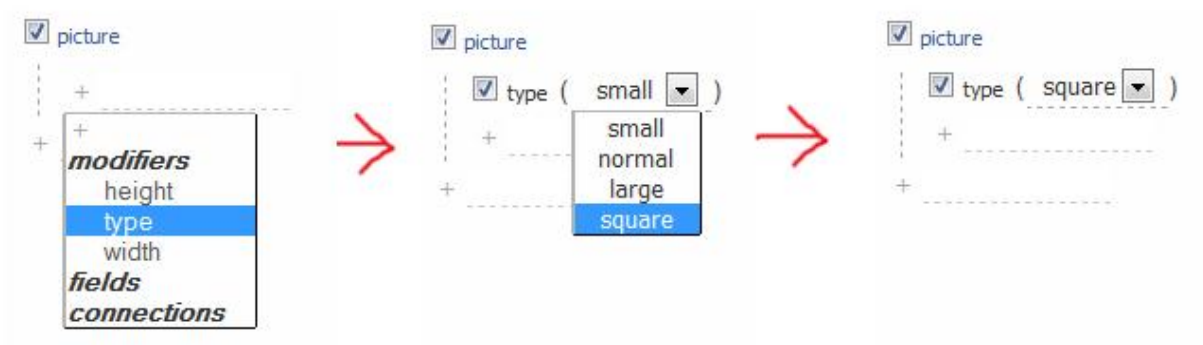 picture
+
+
+
modifiers
height
type
width
fields
connections
picture
type ( small )
small
normal
large
square
+
+
picture
type ( square )
+
+